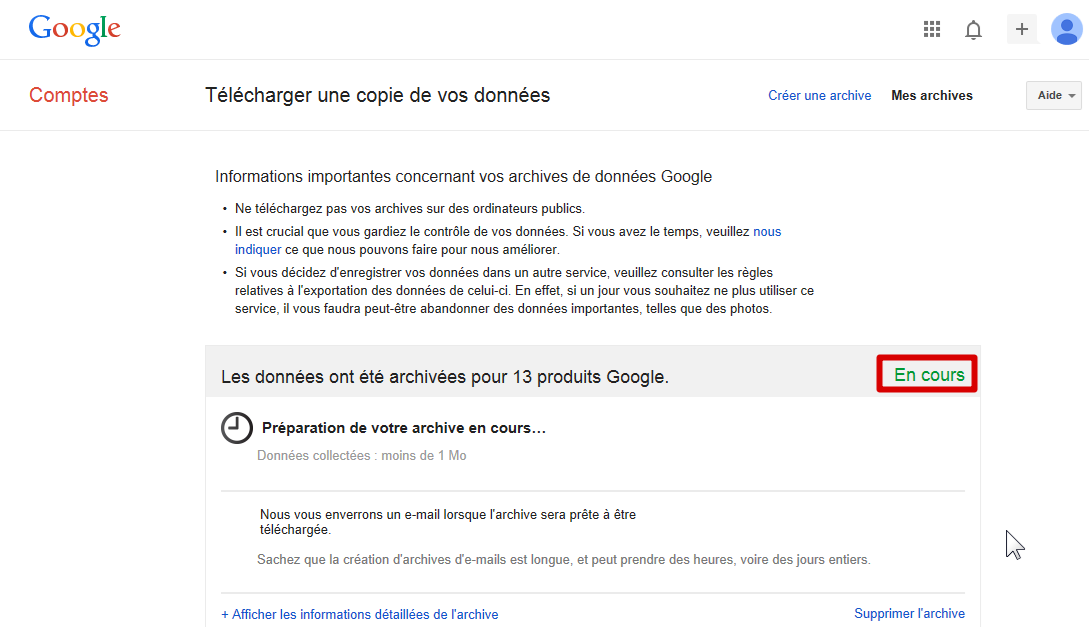 Google
Comptes
Télécharger une copie de vos données
Créer une archive
Mes archives
Aide
Informations importantes concernant vos archives de données Google
• Ne téléchargez pas vos archives sur des ordinateurs publics.
• Il est crucial que vous gardiez le contrôle de vos données. Si vous avez le temps, veuillez nous
indiquer ce que nous pouvons faire pour nous améliorer.
• Si vous décidez d'enregistrer vos données dans un autre service, veuillez consulter les règles
relatives à l'exportation des données de celui-ci. En effet, si un jour vous souhaitez ne plus utiliser ce
service, il vous faudra peut-être abandonner des données importantes, telles que des photos.
Les données ont été archivées pour 13 produits Google.
En cours
Préparation de votre archive en cours…
Données collectées : moins de 1 Mo
Nous vous enverrons un e-mail lorsque l'archive sera prête à être
téléchargée.
Sachez que la création d'archives d'e-mails est longue, et peut prendre des heures, voire des jours entiers.
+ Afficher les informations détaillées de l'archive
Supprimer l'archive